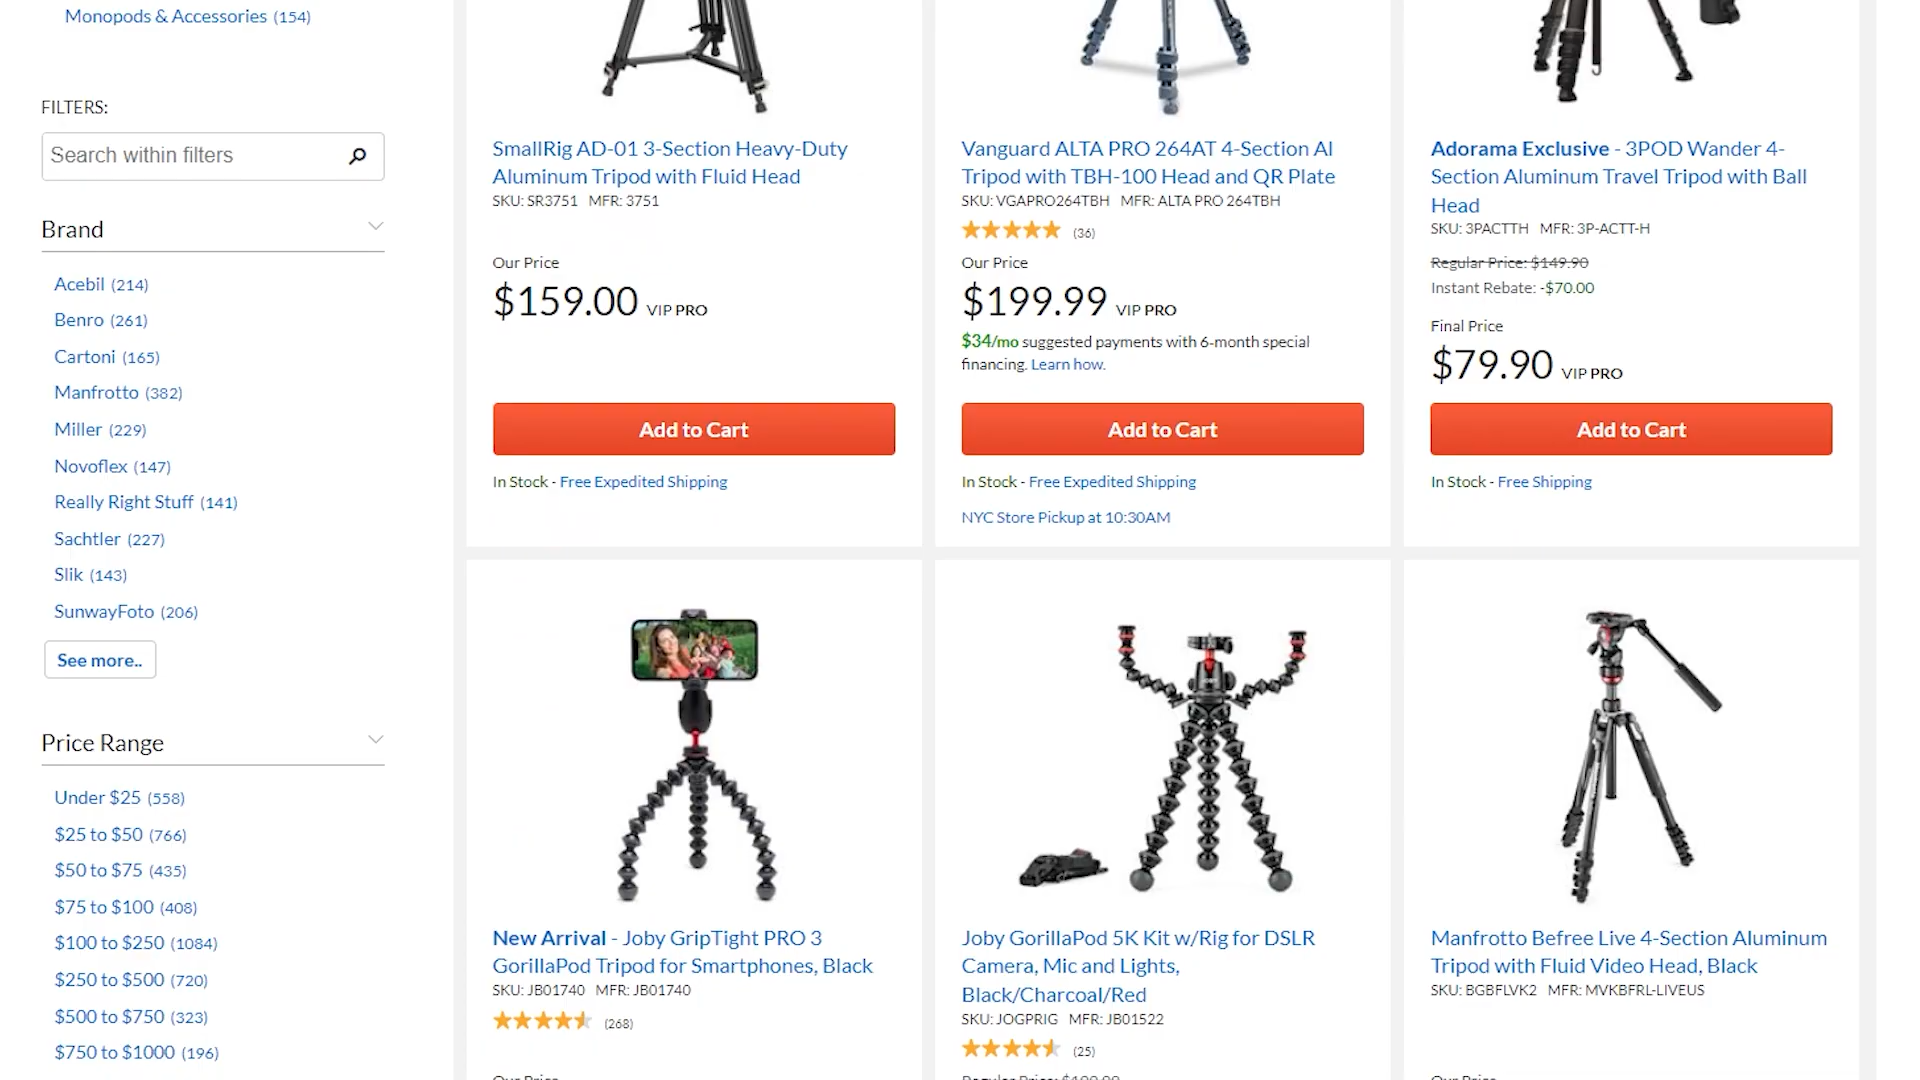 Monopods & Accessories (154)
FILTERS:
Search within filters
Brand
Acebil (214)
Benro (261)
Cartoni (165)
Manfrotto (382)
Miller (229)
Novoflex (147)
Really Right Stuff (141)
Sachtler (227)
Slik (143)
SunwayFoto (206)
See more..
Price Range
Under $25 (558)
$25 to $50 (766)
$50 to $75 (435)
$75 to $100 (408)
$100 to $250 (1084)
$250 to $500 (720)
$500 to $750 (323)
$750 to $1000 (196)
SmallRig AD-01 3-Section Heavy-Duty
Aluminum Tripod with Fluid Head
SKU: SR3751 MFR: 3751
Our Price
$159.00 VIP PRO
Add to Cart
In Stock - Free Expedited Shipping
Vanguard ALTA PRO 264AT 4-Section Al
Tripod with TBH-100 Head and QR Plate
SKU: VGAPRO264TBH MFR: ALTA PRO 264TBH
(36)
Our Price
$199.99 VIP PRO
$34/mo suggested payments with 6-month special
financing. Learn how.
Add to Cart
In Stock - Free Expedited Shipping
NYC Store Pickup at 10:30AM
Adorama Exclusive - 3POD Wander 4-
Section Aluminum Travel Tripod with Ball
Head
SKU: 3PACTTH MFR: 3P-ACTT-H
Regular Price: $149.90
Instant Rebate: -$70.00
Final Price
$79.90 VIP PRO
Add to Cart
In Stock - Free Shipping
New Arrival - Joby GripTight PRO 3
GorillaPod Tripod for Smartphones, Black
SKU: JB01740 MFR: JB01740
(268)
Our Price
Joby GorillaPod 5K Kit w/Rig for DSLR
Camera, Mic and Lights,
Black/Charcoal/Red
SKU: JOGPRIG MFR: JB01522
(25)
Regular Price:
Manfrotto Befree Live 4-Section Aluminum
Tripod with Fluid Video Head, Black
SKU: BGBFLVK2 MFR: MVKBFRL-LIVEUS
Our Price